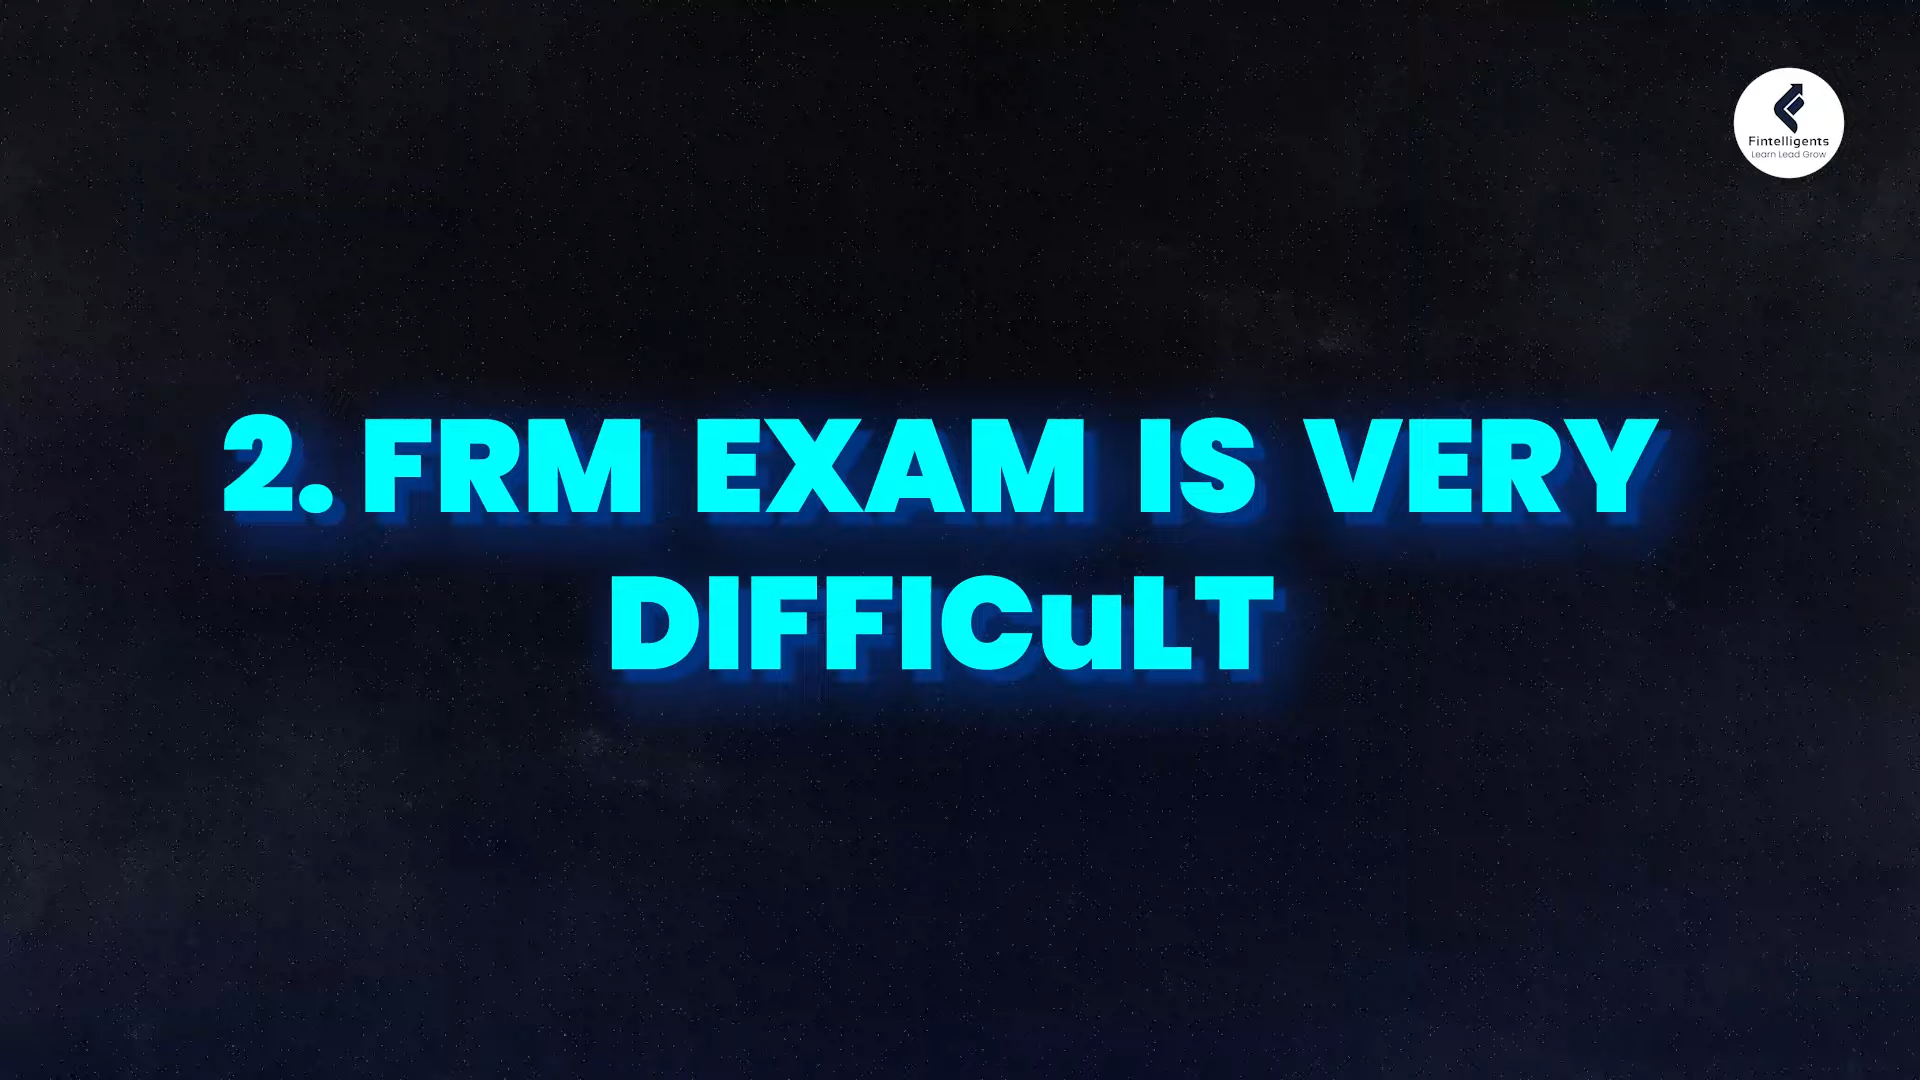 Fintelligents
Learn Lead Grow
2. FRM EXAM IS VERY
DIFFICuLT